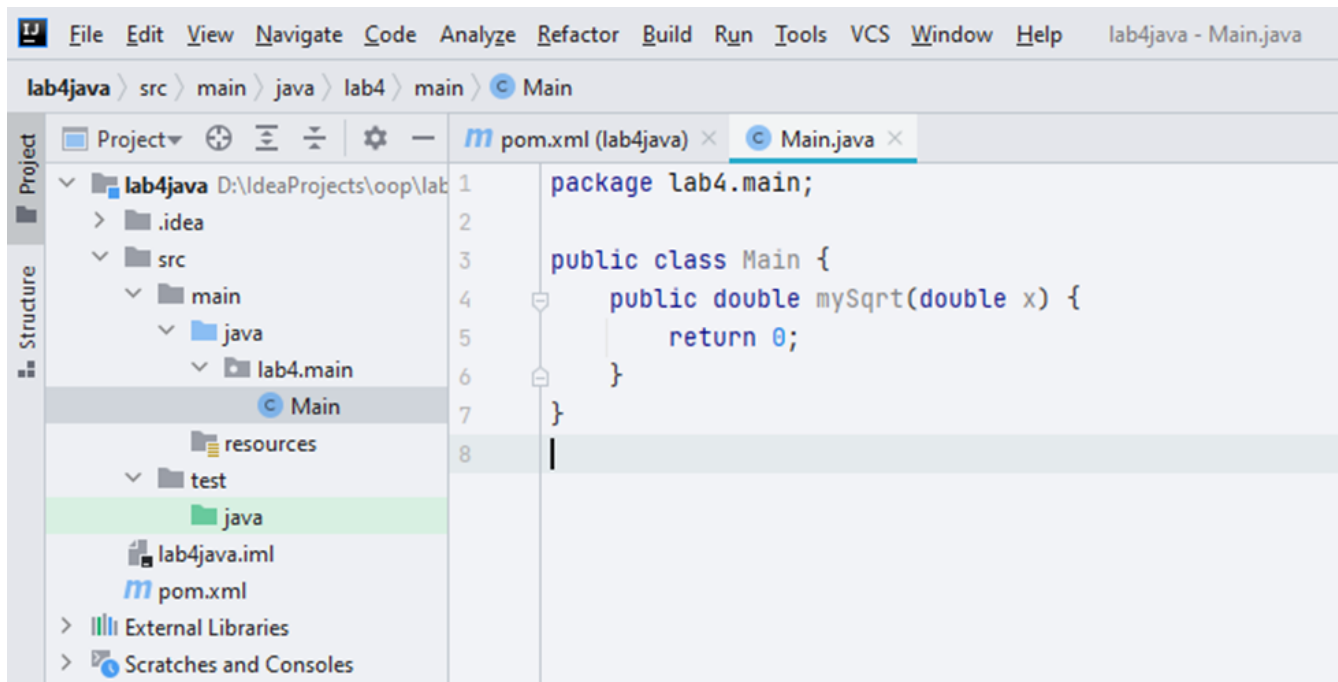 IJ File Edit View Navigate Code Analyze Refactor Build Run Tools VCS Window Help lab4java - Main.java
lab4java 〉 src 〉 main 〉 java 〉 lab4 〉 main 〉 C Main
Project
Structure
Project
lab4java D:\IdeaProjects\oop\lab
.idea
src
main
java
lab4.main
C Main
resources
test
java
lab4java.iml
m pom.xml
External Libraries
Scratches and Consoles
m pom.xml (lab4java) × C Main.java ×
1 package lab4.main;
2
3 public class Main {
4     public double mySqrt(double x) {
5         return 0;
6     }
7 }
8